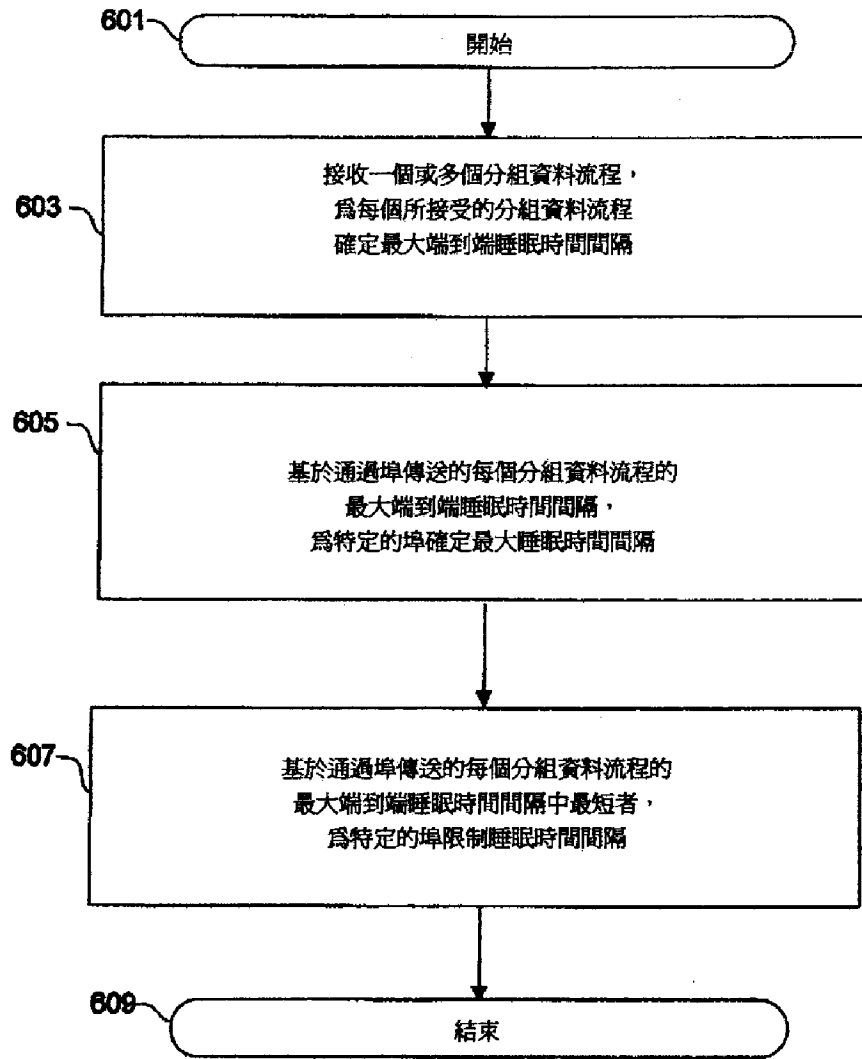 601
開始
603
接收一個或多個分組資料流程，
爲每個所接受的分組資料流程
確定最大端到端睡眠時間間隔
605
基於通過埠傳送的每個分組資料流程的
最大端到端睡眠時間間隔，
爲特定的埠確定最大睡眠時間間隔
607
基於通過埠傳送的每個分組資料流程的
最大端到端睡眠時間間隔中最短者，
爲特定的埠限制睡眠時間間隔
609
結束